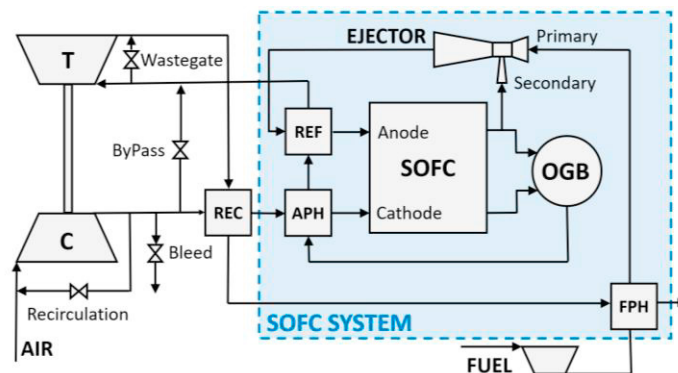 EJECTOR
Primary
T
Wastegate
Secondary
REF
Anode
ByPass
SOFC
OGB
REC
APH
Cathode
C
Bleed
Recirculation
FPH
SOFC SYSTEM
AIR
FUEL